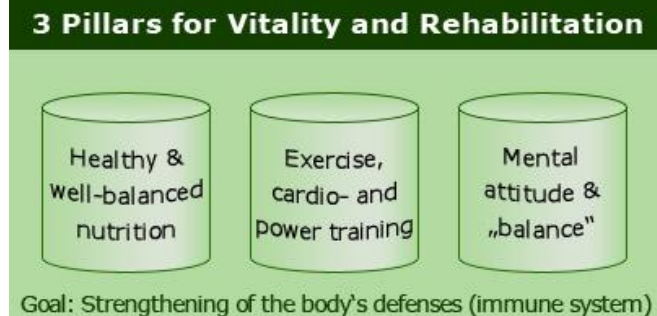 3 Pillars for Vitality and Rehabilitation
Healthy &
well-balanced
nutrition
Exercise,
cardio- and
power training
Mental
attitude &
„balance“
Goal: Strengthening of the body's defenses (immune system)